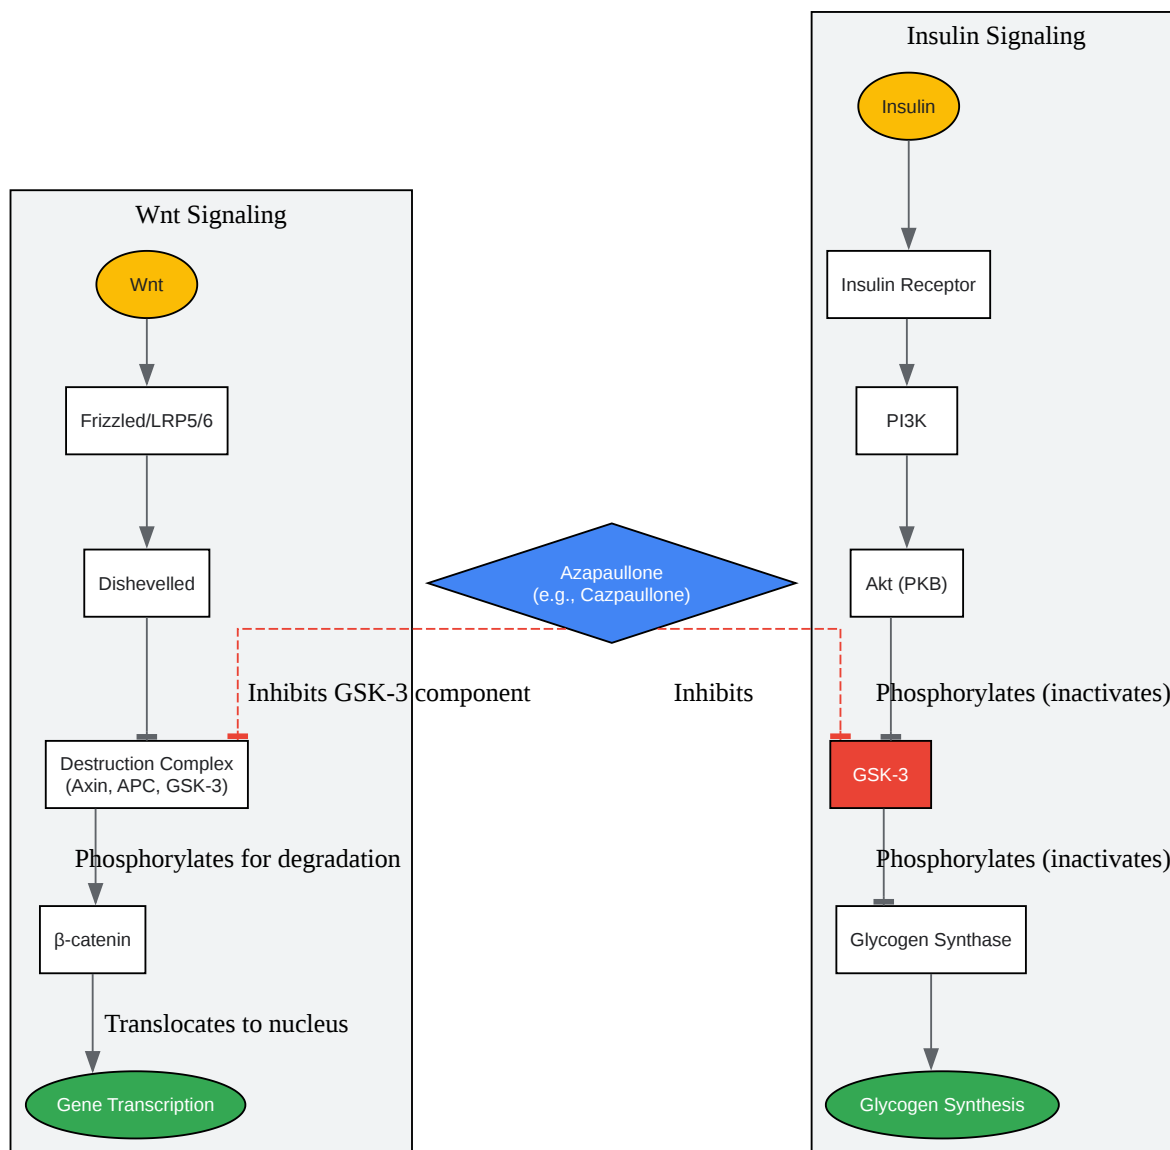 Insulin Signaling
Insulin
Wnt Signaling
Wnt
Insulin Receptor
Frizzled/LRP5/6
PI3K
Azapaullone
(e.g., Cazpaullone)
Dishevelled
Akt (PKB)
Inhibits GSK-3 component
Inhibits
Phosphorylates (inactivates)
Destruction Complex
(Axin, APC, GSK-3)
GSK-3
Phosphorylates for degradation
Phosphorylates (inactivates)
β-catenin
Glycogen Synthase
Translocates to nucleus
Gene Transcription
Glycogen Synthesis